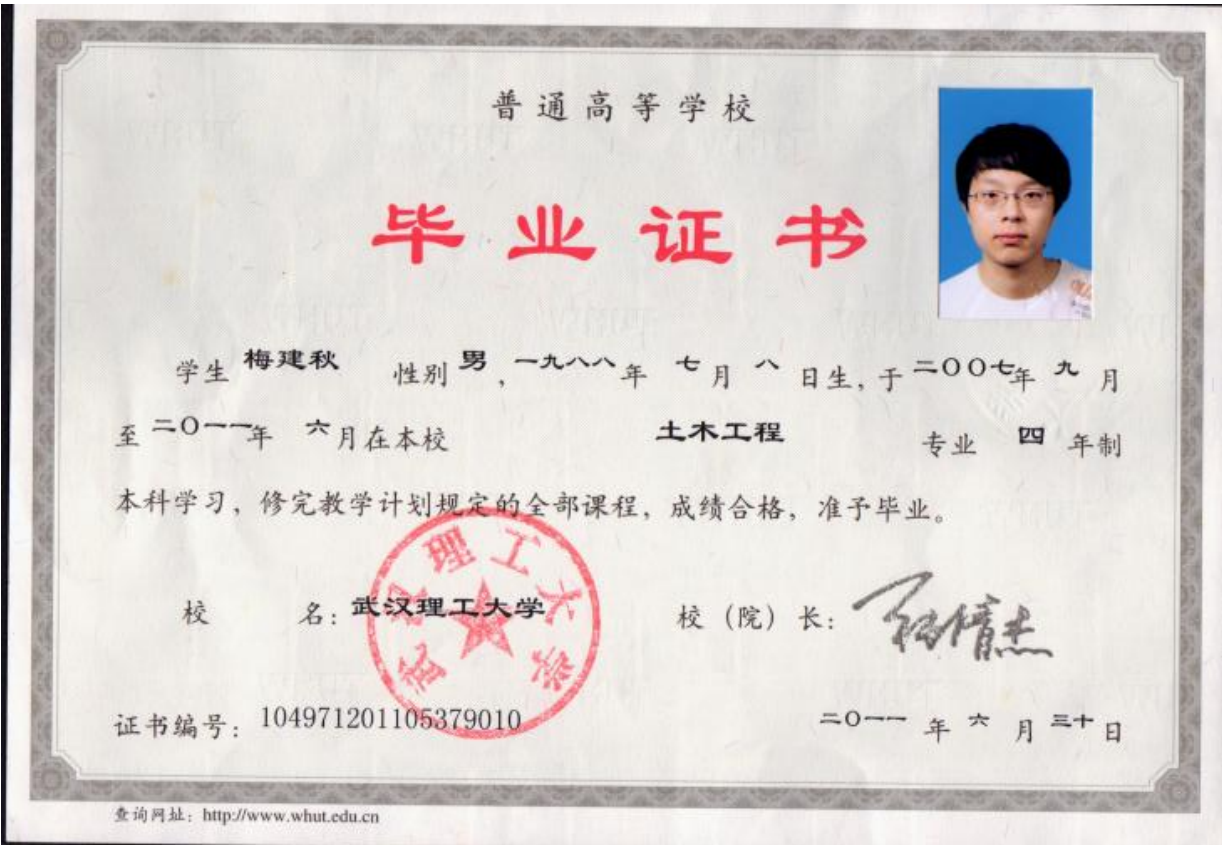 普通高等学校
毕业证书
学生 梅建秋 性别 男，一九八八年 七月 八日生，于二〇〇七年 九月
至二〇一一年 六月在本校 土木工程 专业 四年制
本科学习，修完教学计划规定的全部课程，成绩合格，准予毕业。
校 名：武汉理工大学 校（院）长：
武汉理工大学
证书编号：104971201105379010 二〇一一年 六月 三十日
查询网址：http://www.whut.edu.cn